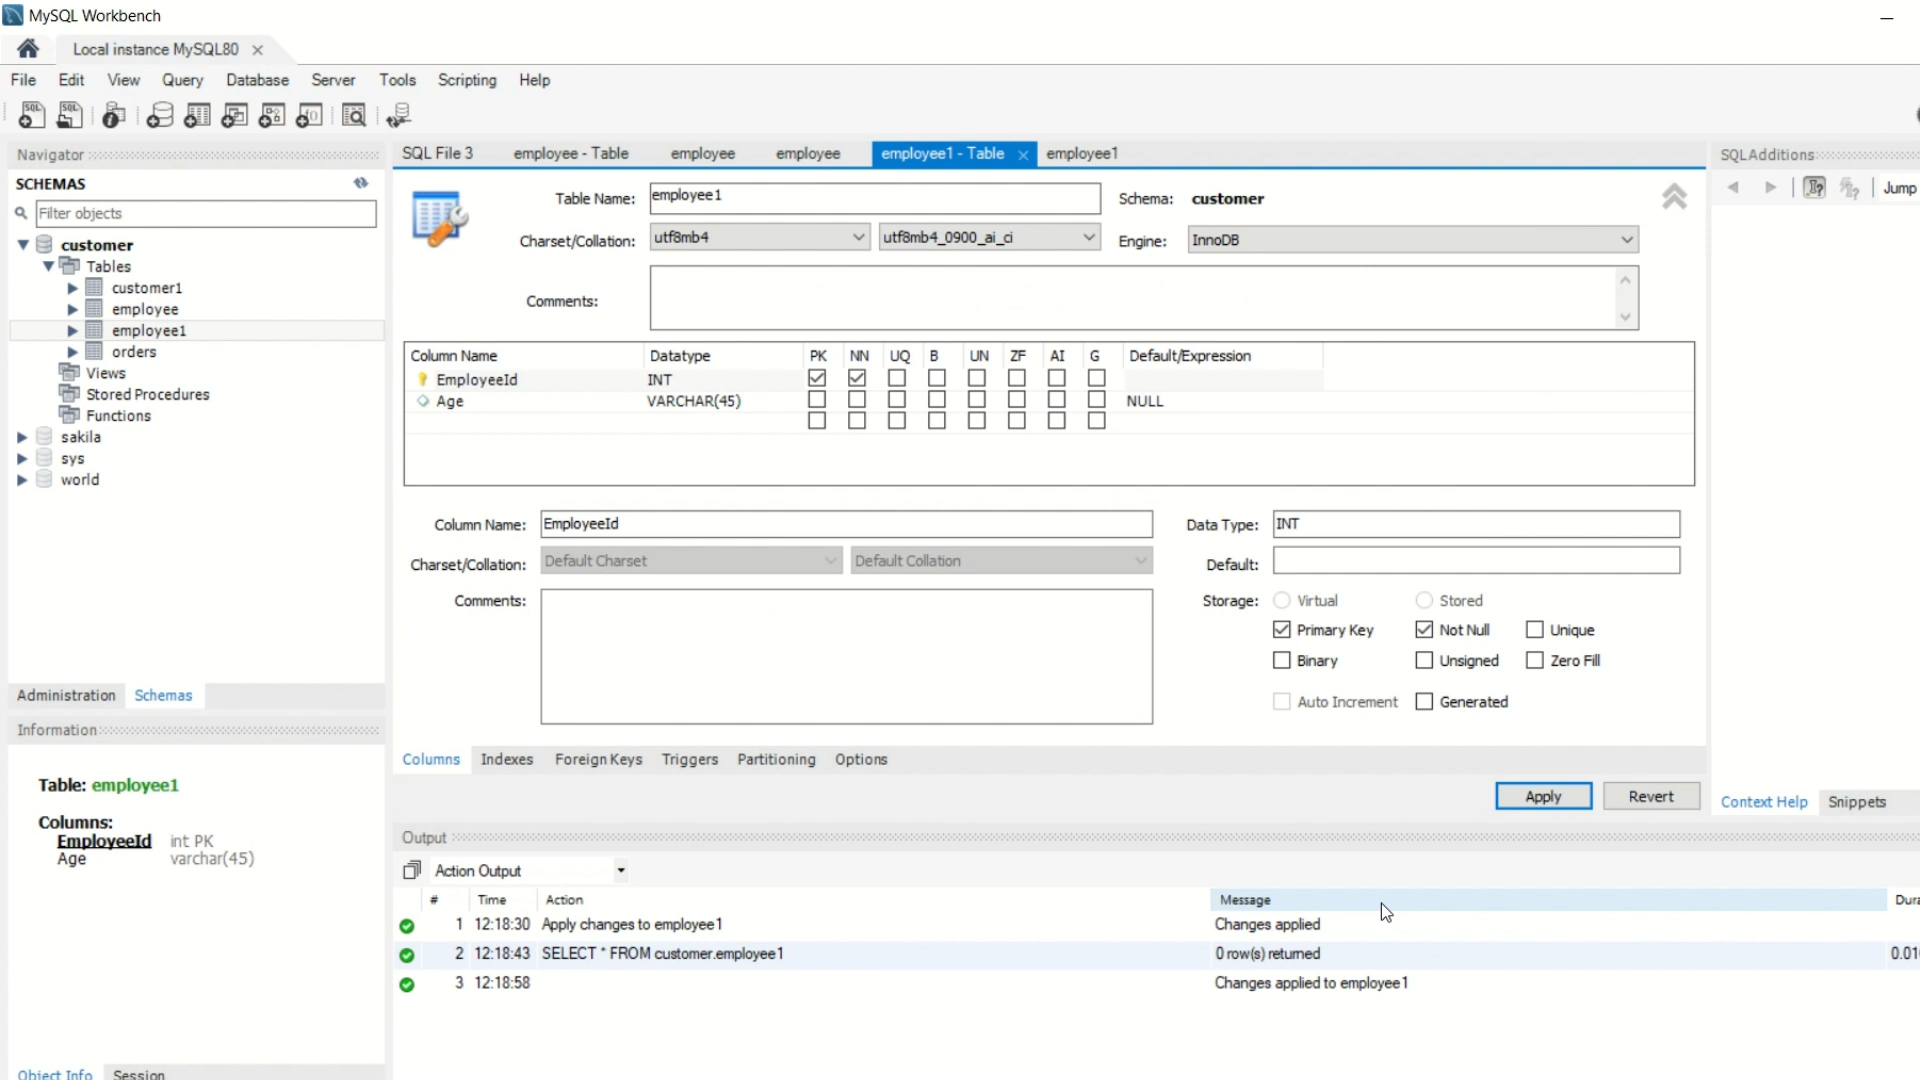 MySQL Workbench
Local instance MySQL80
File Edit View Query Database Server Tools Scripting Help
Navigator
SCHEMAS
Filter objects
customer
Tables
customer1
employee
employee1
orders
Views
Stored Procedures
Functions
sakila
sys
world
Administration Schemas
Information
Table: employee1
Columns:
EmployeeId int PK
Age varchar(45)
Object Info Session
SQL File 3 employee - Table employee employee employee1 - Table employee1
Table Name: employee1 Schema: customer
Charset/Collation: utf8mb4 utf8mb4_0900_ai_ci Engine: InnoDB
Comments:
Column Name Datatype PK NN UQ B UN ZF AI G Default/Expression
EmployeeId INT
Age VARCHAR(45) NULL
Column Name: EmployeeId Data Type: INT
Charset/Collation: Default Charset Default Collation Default:
Comments: Storage: Virtual Stored
Primary Key Not Null Unique
Binary Unsigned Zero Fill
Auto Increment Generated
Columns Indexes Foreign Keys Triggers Partitioning Options
Apply Revert
SQLAdditions
Jump
Context Help Snippets
Output
Action Output
# Time Action Message Dura
1 12:18:30 Apply changes to employee1 Changes applied
2 12:18:43 SELECT * FROM customer.employee1 0 row(s) returned 0.01
3 12:18:58 Changes applied to employee1